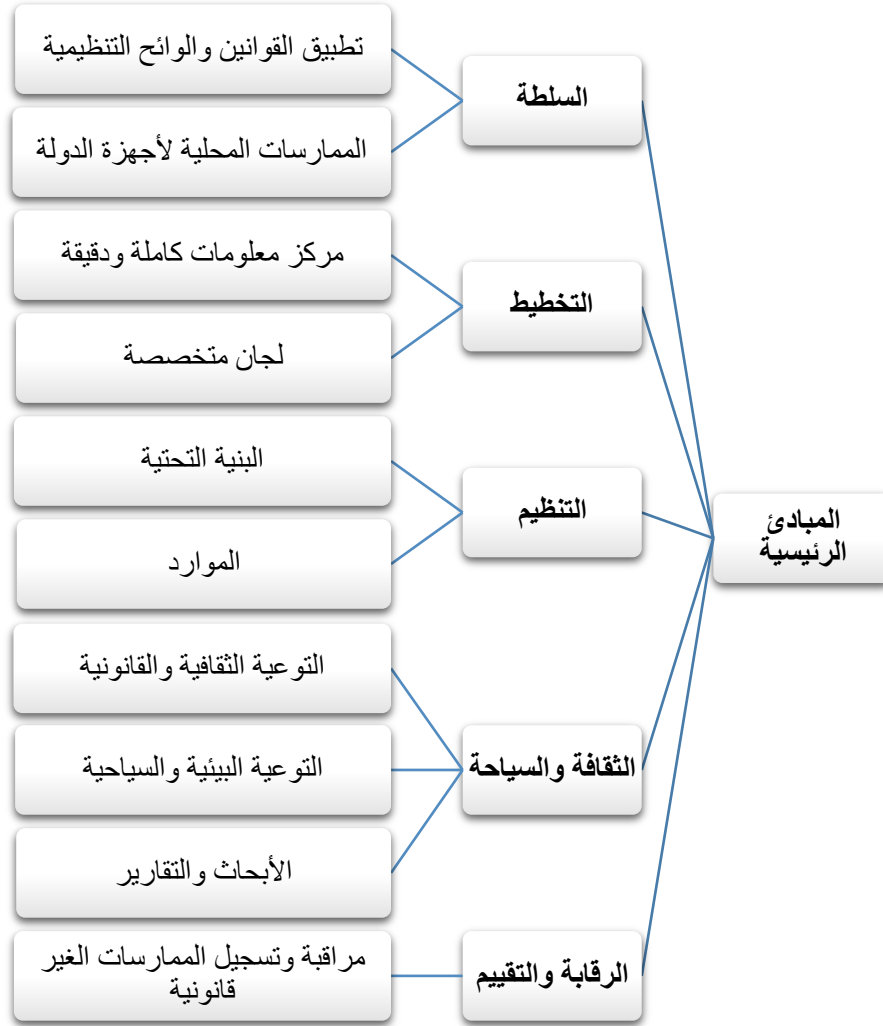 المبادئ
الرئيسية
السلطة
تطبيق القوانين والوائح التنظيمية
الممارسات المحلية لأجهزة الدولة
التخطيط
مركز معلومات كاملة ودقيقة
لجان متخصصة
التنظيم
البنية التحتية
الموارد
الثقافة والسياحة
التوعية الثقافية والقانونية
التوعية البيئية والسياحية
الأبحاث والتقارير
الرقابة والتقييم
مراقبة وتسجيل الممارسات الغير
قانونية